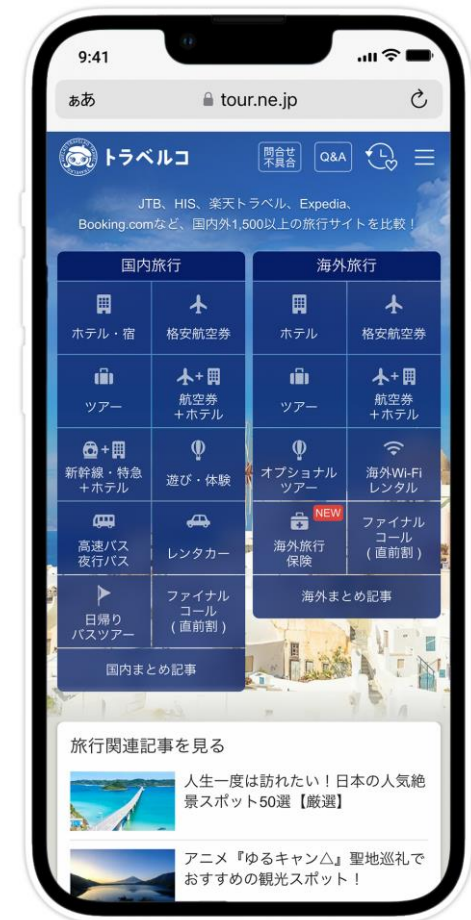 9:41
ぁあ
tour.ne.jp
トラベルコ
問合せ
不具合
Q&A
JTB、HIS、楽天トラベル、Expedia、
Booking.comなど、国内外1,500以上の旅行サイトを比較！
国内旅行
ホテル・宿
格安航空券
ツアー
航空券
＋ホテル
新幹線・特急
＋ホテル
遊び・体験
高速バス
夜行バス
レンタカー
日帰り
バスツアー
ファイナル
コール
（直前割）
国内まとめ記事
海外旅行
ホテル
格安航空券
ツアー
航空券
＋ホテル
オプショナル
ツアー
海外Wi-Fi
レンタル
NEW
海外旅行
保険
ファイナル
コール
（直前割）
海外まとめ記事
旅行関連記事を見る
人生一度は訪れたい！日本の人気絶
景スポット50選【厳選】
アニメ『ゆるキャン△』聖地巡礼で
おすすめの観光スポット！